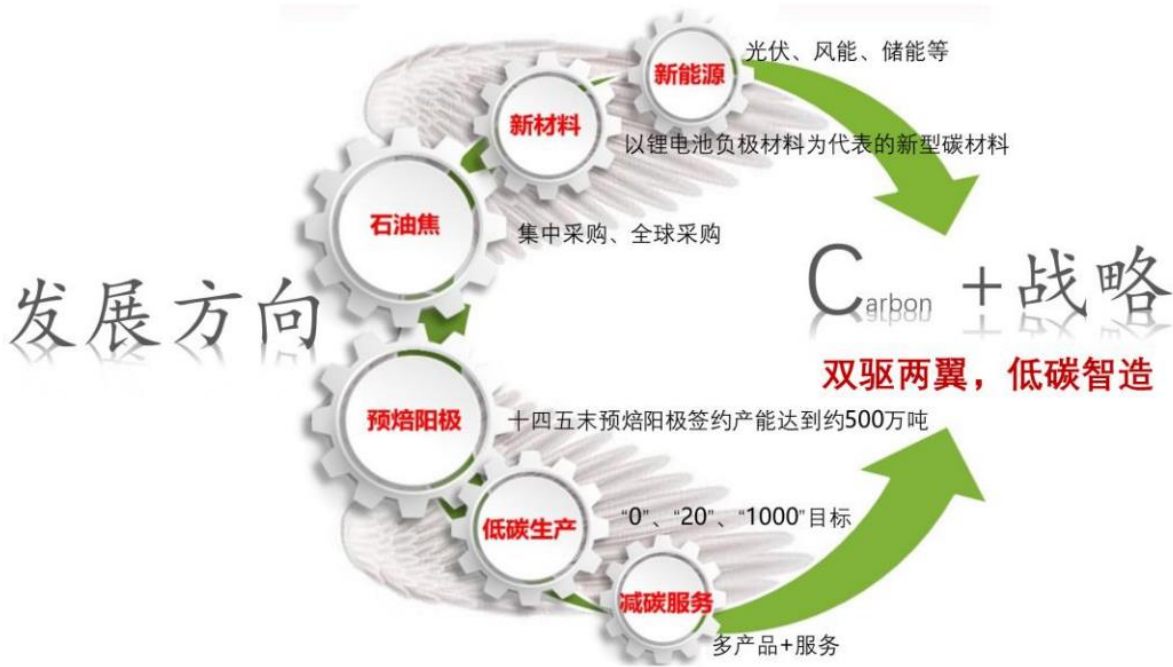 新能源
光伏、风能、储能等
新材料
以锂电池负极材料为代表的新型碳材料
石油焦
集中采购、全球采购
发展方向
Carbon +战略
双驱两翼，低碳智造
预焙阳极
十四五末预焙阳极签约产能达到约500万吨
低碳生产
“0”、“20”、“1000”目标
减碳服务
多产品+服务